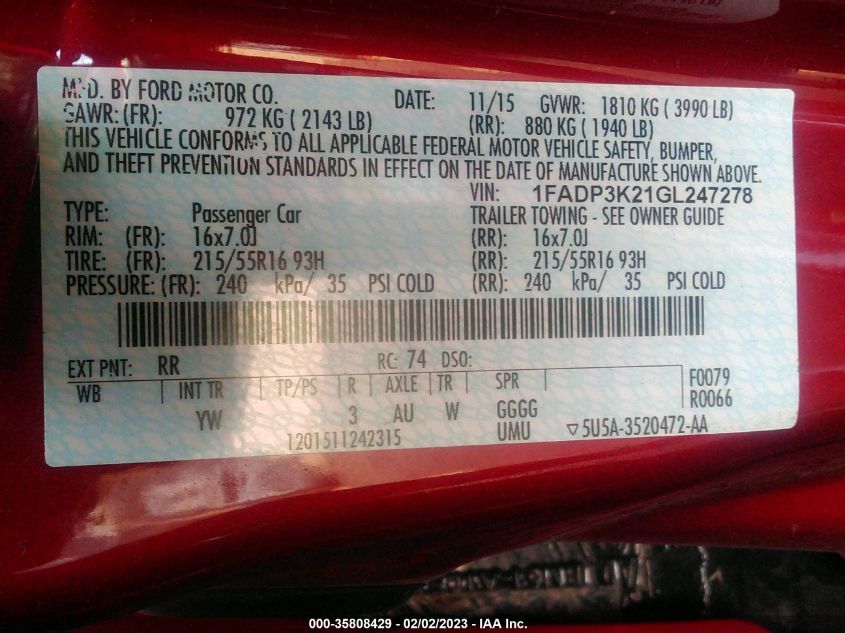 MFD. BY FORD MOTOR CO. DATE: 11/15 GVWR: 1810 KG ( 3990 LB)
GAWR: (FR): 972 KG ( 2143 LB) (RR): 880 KG ( 1940 LB)
THIS VEHICLE CONFORMS TO ALL APPLICABLE FEDERAL MOTOR VEHICLE SAFETY, BUMPER,
AND THEFT PREVENTION STANDARDS IN EFFECT ON THE DATE OF MANUFACTURE SHOWN ABOVE.
VIN: 1FADP3K21GL247278
TYPE: Passenger Car TRAILER TOWING - SEE OWNER GUIDE
RIM: (FR): 16x7.0J (RR): 16x7.0J
TIRE: (FR): 215/55R16 93H (RR): 215/55R16 93H
PRESSURE: (FR): 240 kPa/ 35 PSI COLD (RR): 240 kPa/ 35 PSI COLD
EXT PNT: RR RC: 74 DSO:
WB INT TR TP/PS R AXLE TR SPR F0079
R0066
YW 3 AU W GGGG
1201511242315 UMU ▽5U5A-3520472-AA
000-35808429 - 02/02/2023 - IAA Inc.